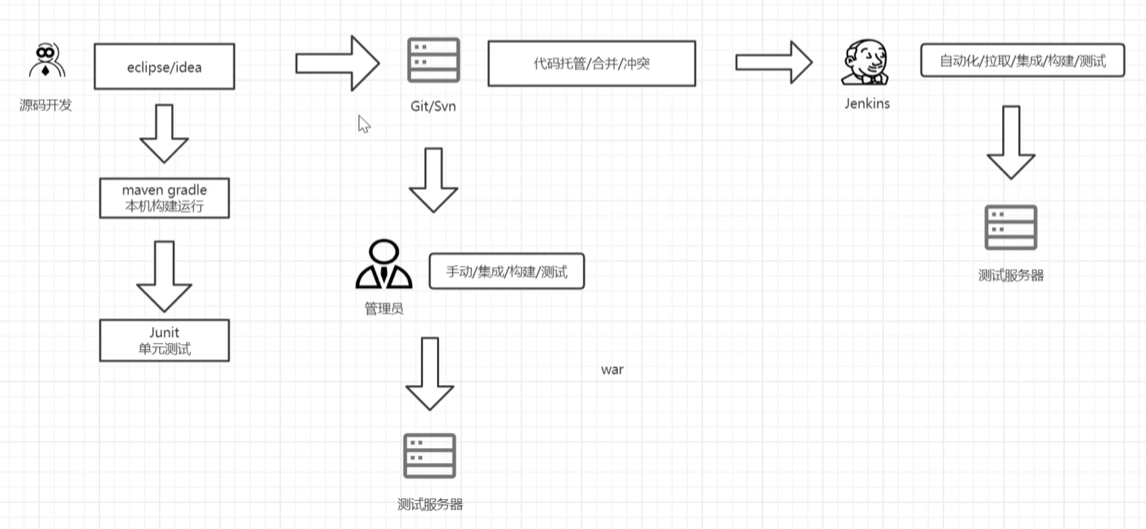 eclipse/idea
源码开发
Git/Svn
代码托管/合并/冲突
Jenkins
自动化/拉取/集成/构建/测试
maven gradle
本机构建运行
Junit
单元测试
手动/集成/构建/测试
管理员
测试服务器
war
测试服务器